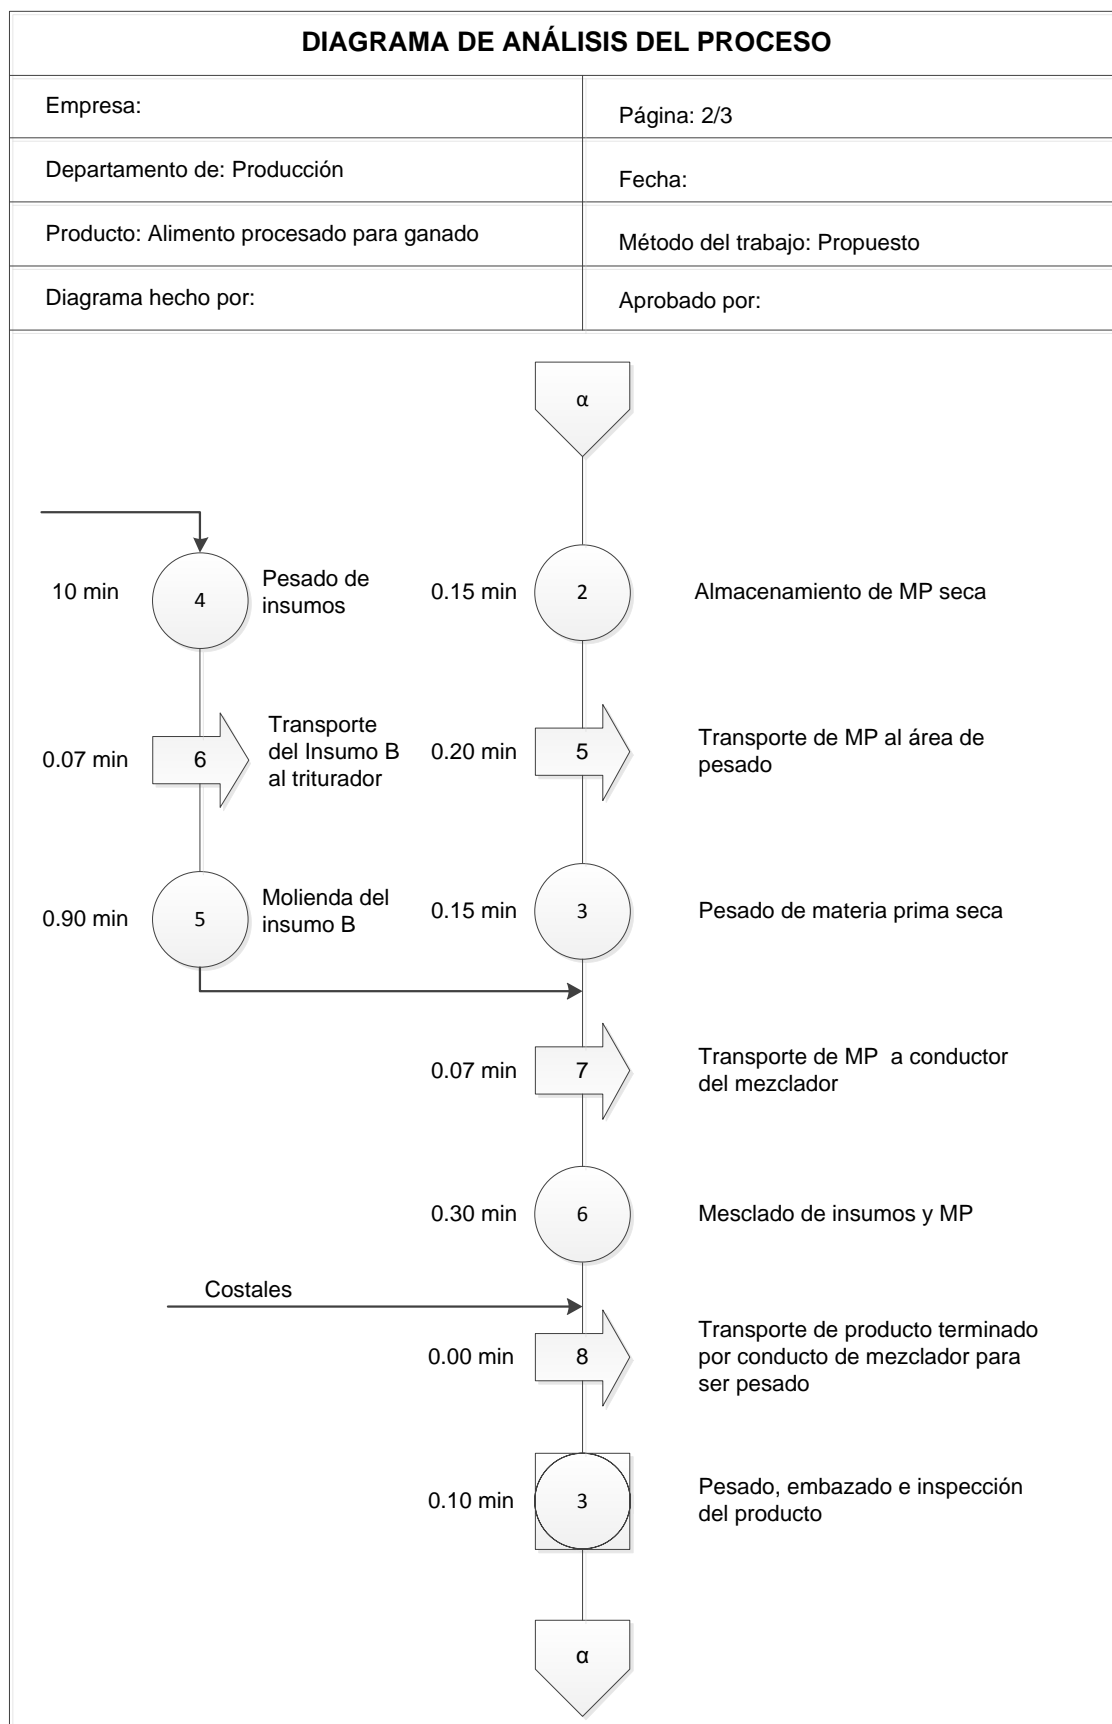 DIAGRAMA DE ANÁLISIS DEL PROCESO
Empresa:
Página: 2/3
Departamento de: Producción
Fecha:
Producto: Alimento procesado para ganado
Método del trabajo: Propuesto
Diagrama hecho por:
Aprobado por:
α
10 min
4
Pesado de
insumos
0.15 min
2
Almacenamiento de MP seca
0.07 min
6
Transporte
del Insumo B
al triturador
0.20 min
5
Transporte de MP al área de
pesado
0.90 min
5
Molienda del
insumo B
0.15 min
3
Pesado de materia prima seca
0.07 min
7
Transporte de MP  a conductor
del mezclador
0.30 min
6
Mesclado de insumos y MP
Costales
0.00 min
8
Transporte de producto terminado
por conducto de mezclador para
ser pesado
0.10 min
3
Pesado, embazado e inspección
del producto
α